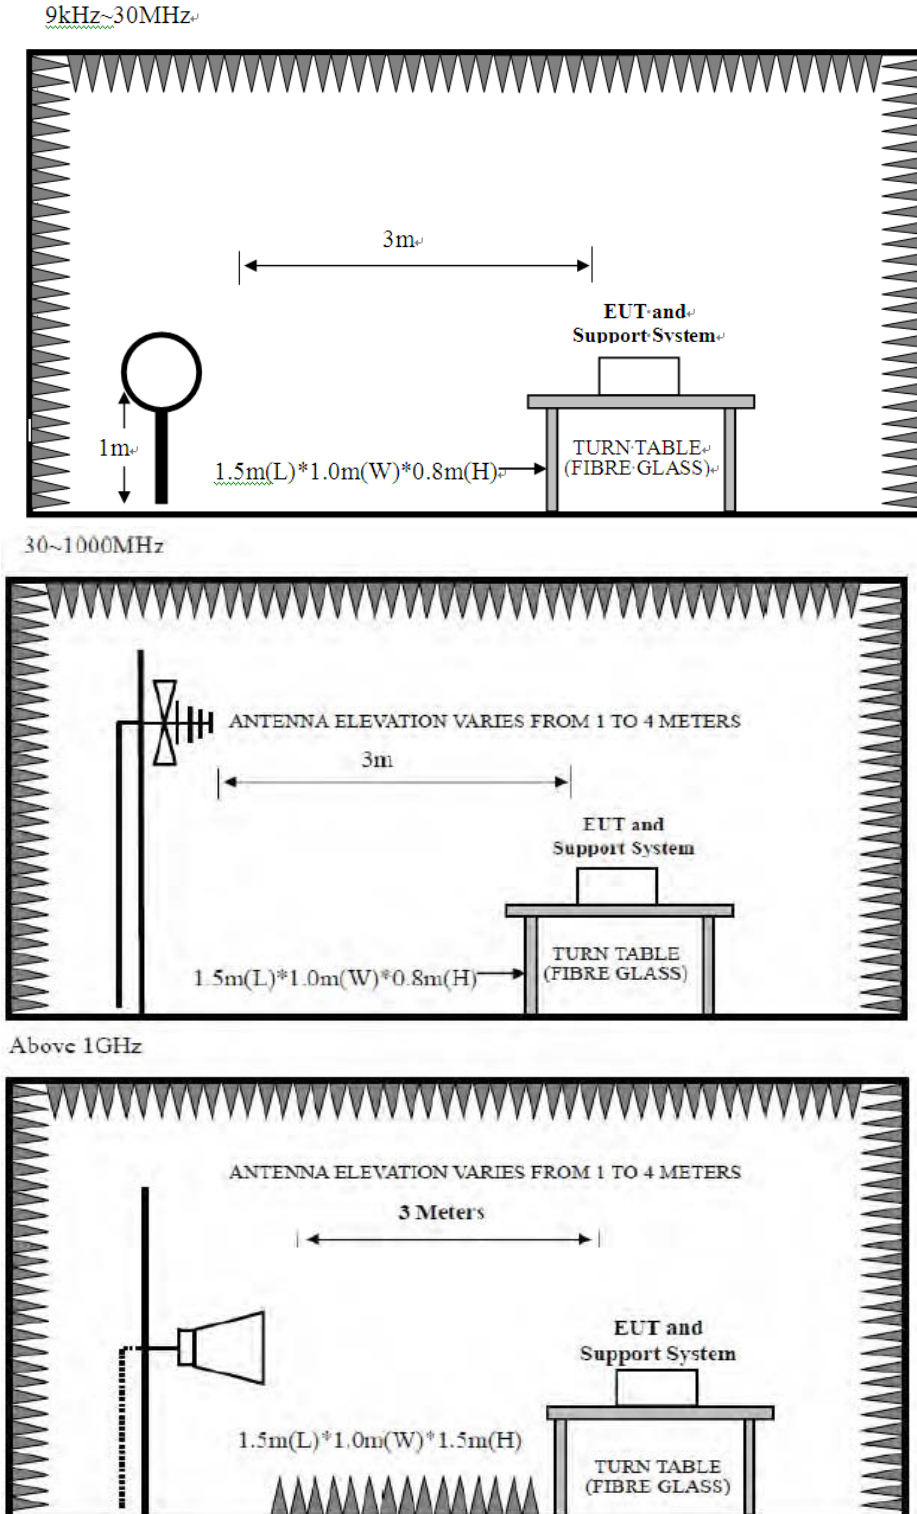 9kHz~30MHz
3m
EUT and
Support System
1m
1.5m(L)*1.0m(W)*0.8m(H)
TURN TABLE
(FIBRE GLASS)
30~1000MHz
ANTENNA ELEVATION VARIES FROM 1 TO 4 METERS
3m
EUT and
Support System
1.5m(L)*1.0m(W)*0.8m(H)
TURN TABLE
(FIBRE GLASS)
Above 1GHz
ANTENNA ELEVATION VARIES FROM 1 TO 4 METERS
3 Meters
EUT and
Support System
1.5m(L)*1.0m(W)*1.5m(H)
TURN TABLE
(FIBRE GLASS)